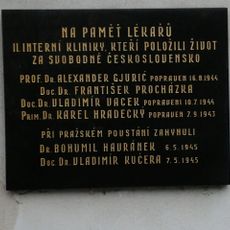 NA PAMĚŤ LÉKAŘŮ
II. INTERNÍ KLINIKY, KTEŘÍ POLOŽILI ŽIVOT
ZA SVOBODNÉ ČESKOSLOVENSKO
PROF. DR. ALEXANDER GJURIČ POPRAVEN 16.8.1944
DOC. DR. FRANTIŠEK PROCHÁZKA
DOC. DR. VLADIMÍR VACEK POPRAVENI 10.7.1944
PRIM. DR. KAREL HRADECKÝ POPRAVEN 7.9.1943
PŘI PRAŽSKÉM POVSTÁNÍ ZAHYNULI
DR. BOHUMIL HAVRÁNEK 6.5.1945
DOC. DR. VLADIMÍR KUČERA 7.5.1945